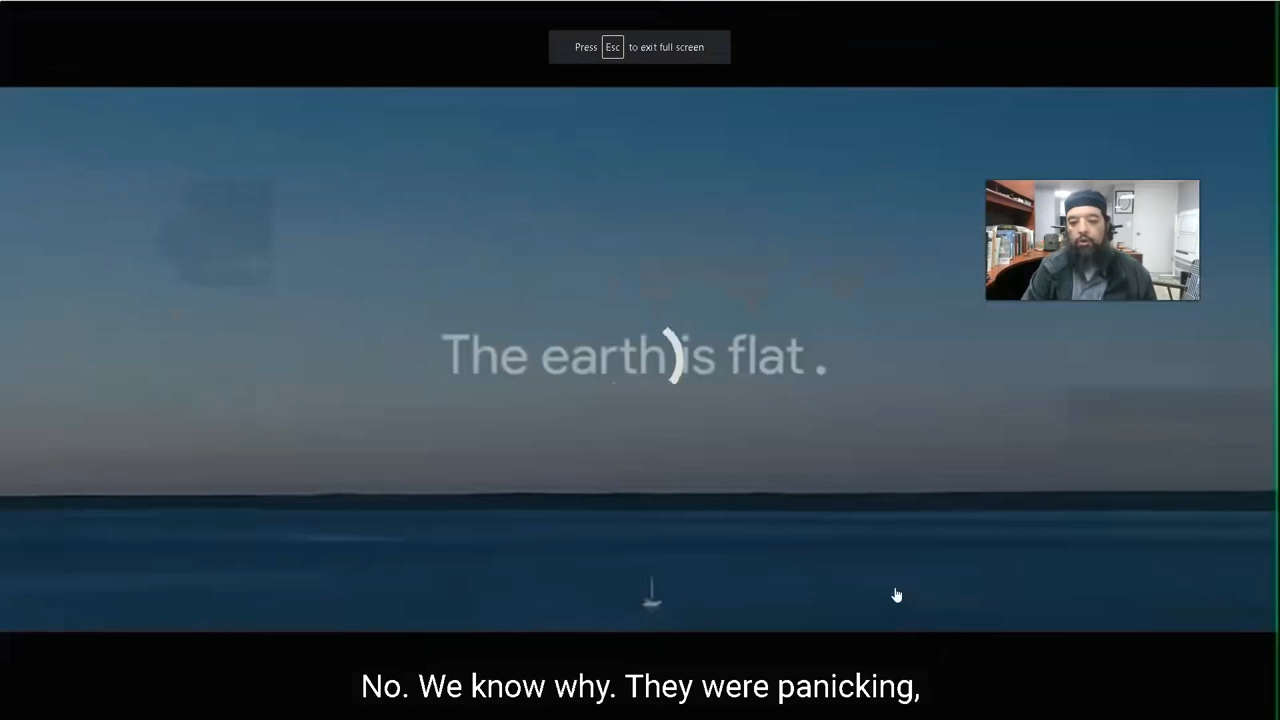 Press Esc to exit full screen
The earth is flat .
No. We know why. They were panicking,